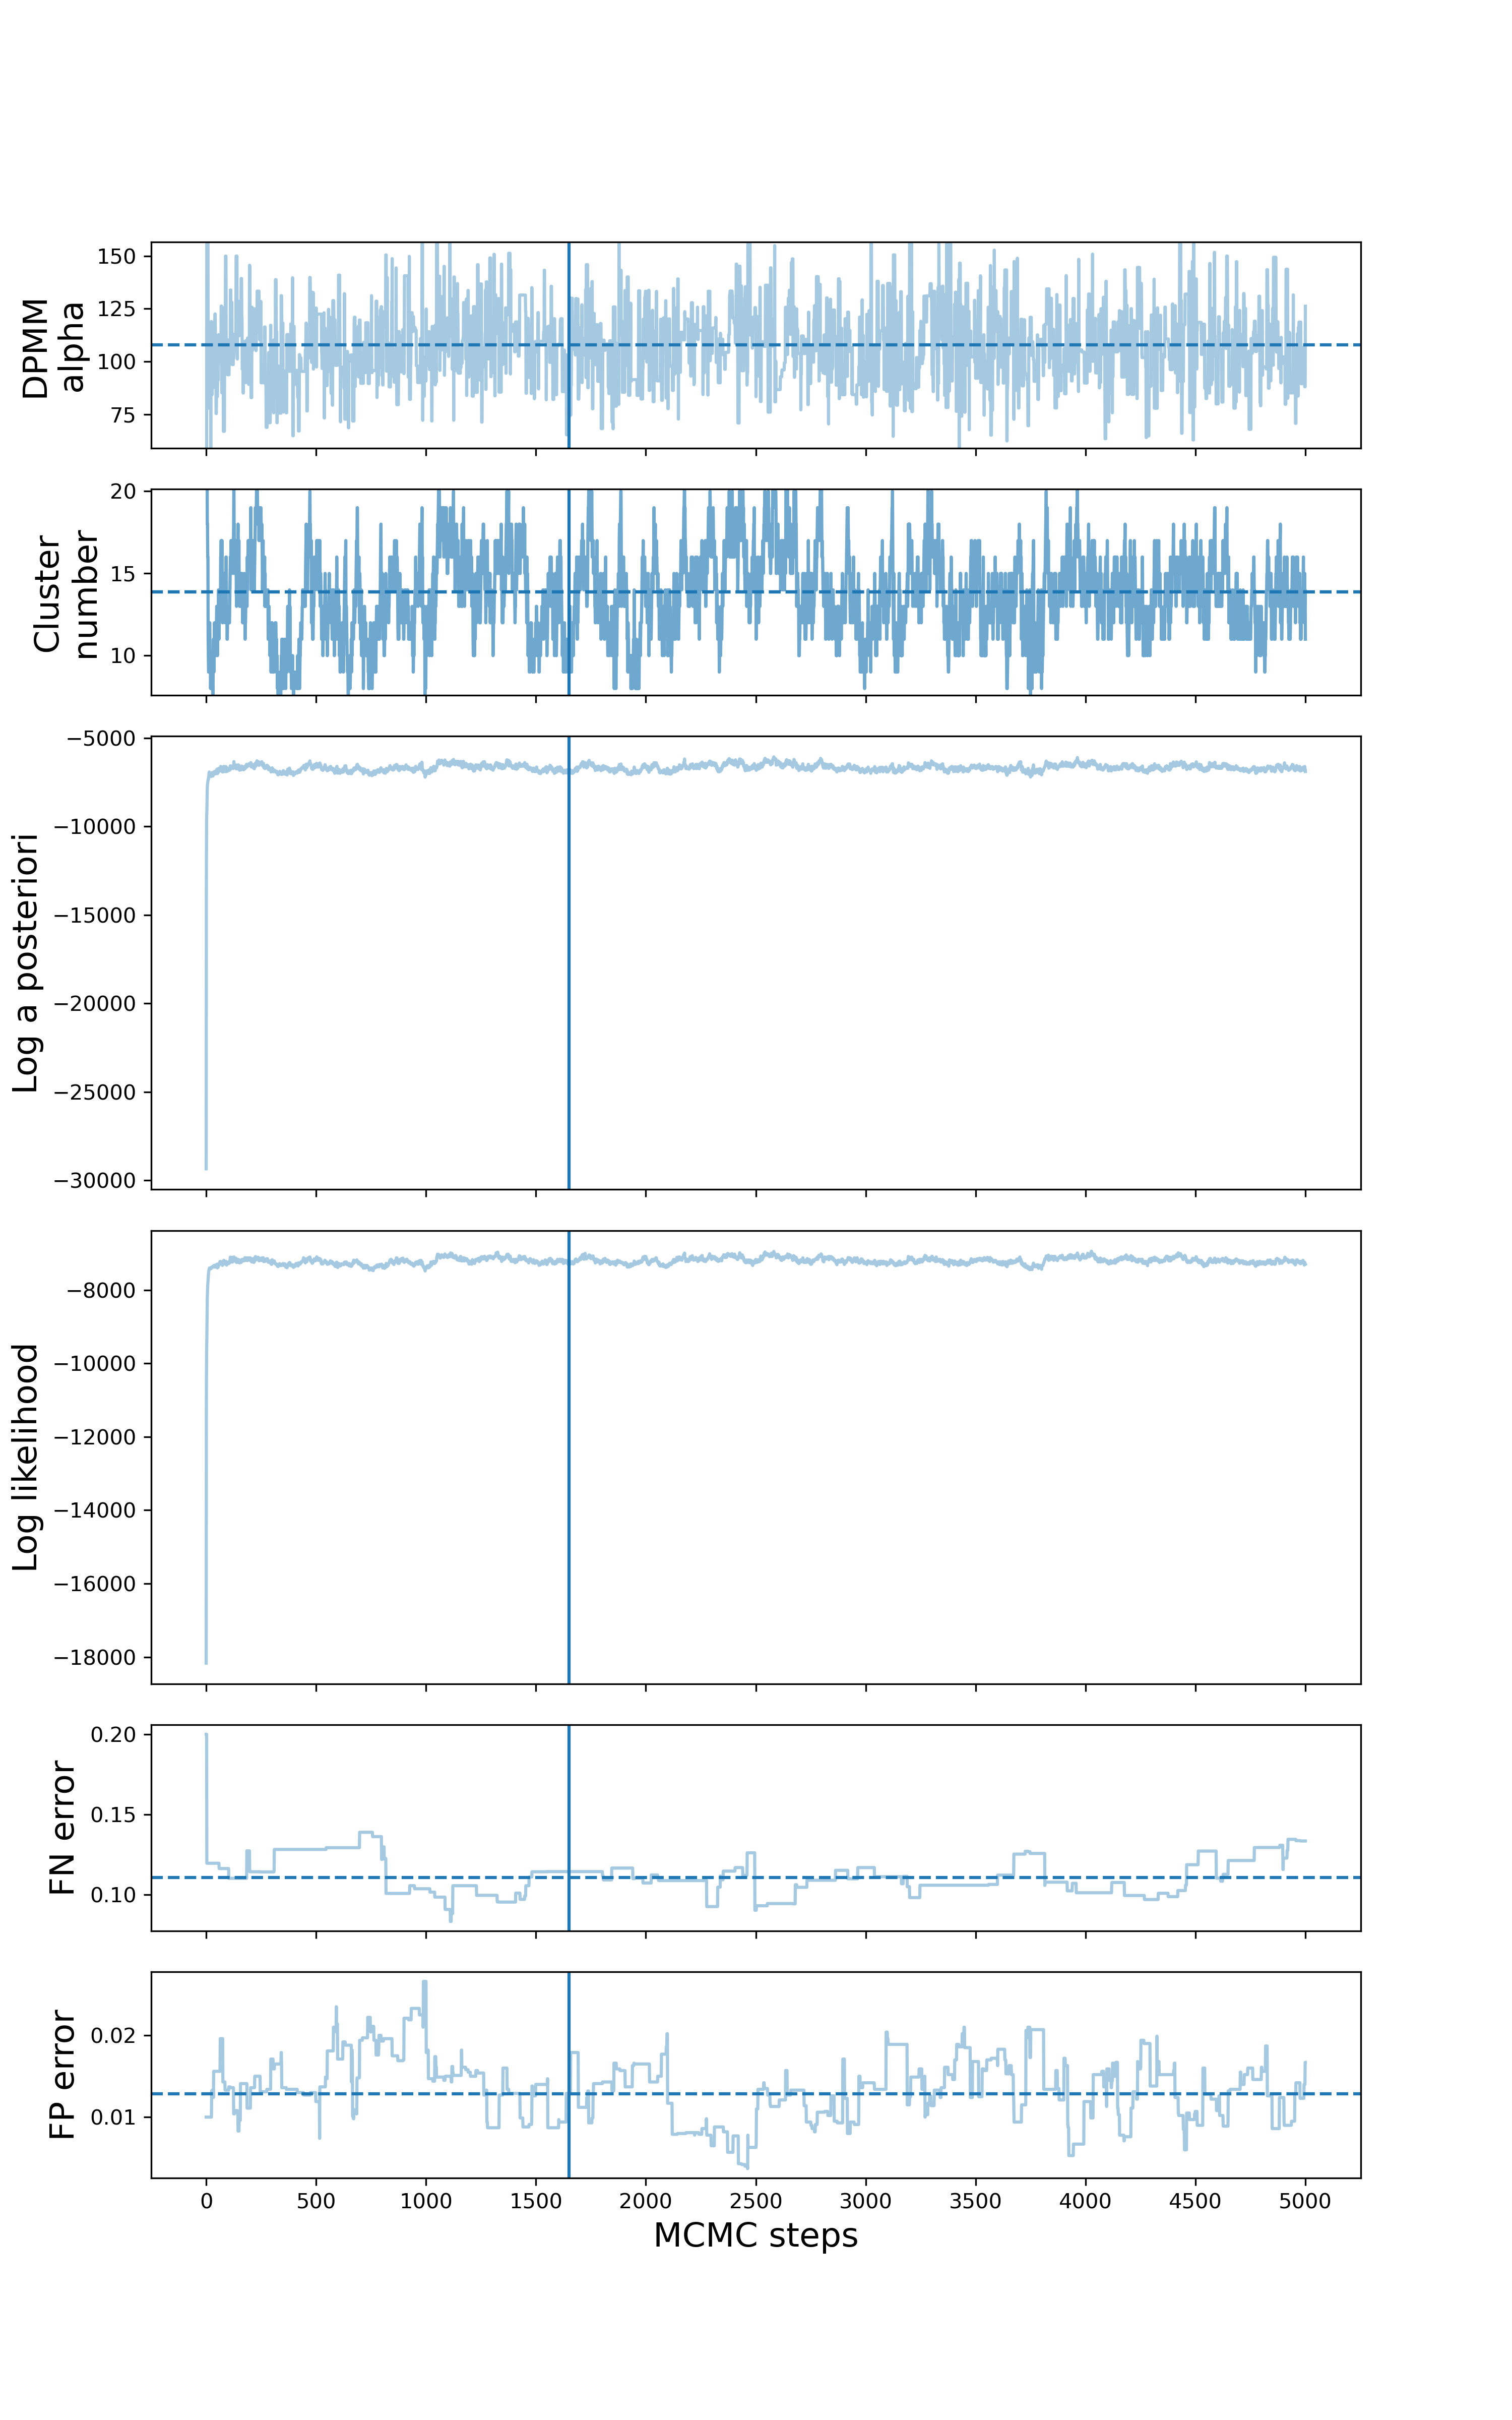 DPMM
alpha
150
125
100
75
Cluster
number
20
15
10
Log a posteriori
−5000
−10000
−15000
−20000
−25000
−30000
Log likelihood
−8000
−10000
−12000
−14000
−16000
−18000
FN error
0.20
0.15
0.10
FP error
0.02
0.01
0 500 1000 1500 2000 2500 3000 3500 4000 4500 5000
MCMC steps